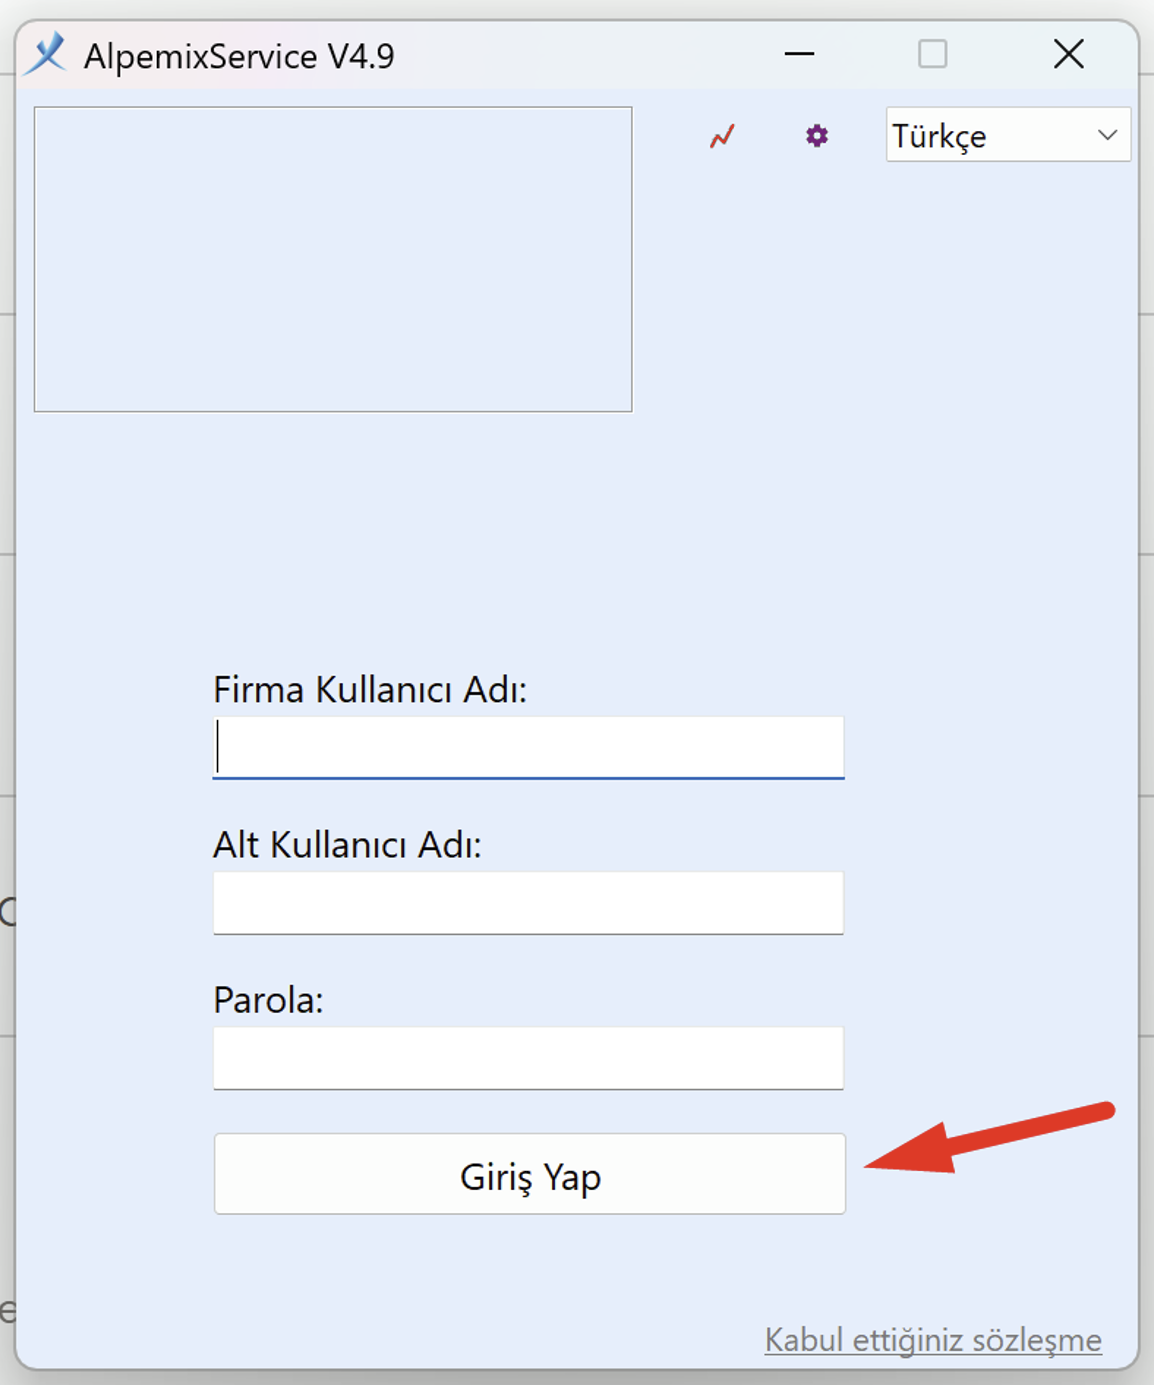 AlpemixService V4.9
Türkçe
Firma Kullanıcı Adı:
Alt Kullanıcı Adı:
Parola:
Giriş Yap
Kabul ettiğiniz sözleşme